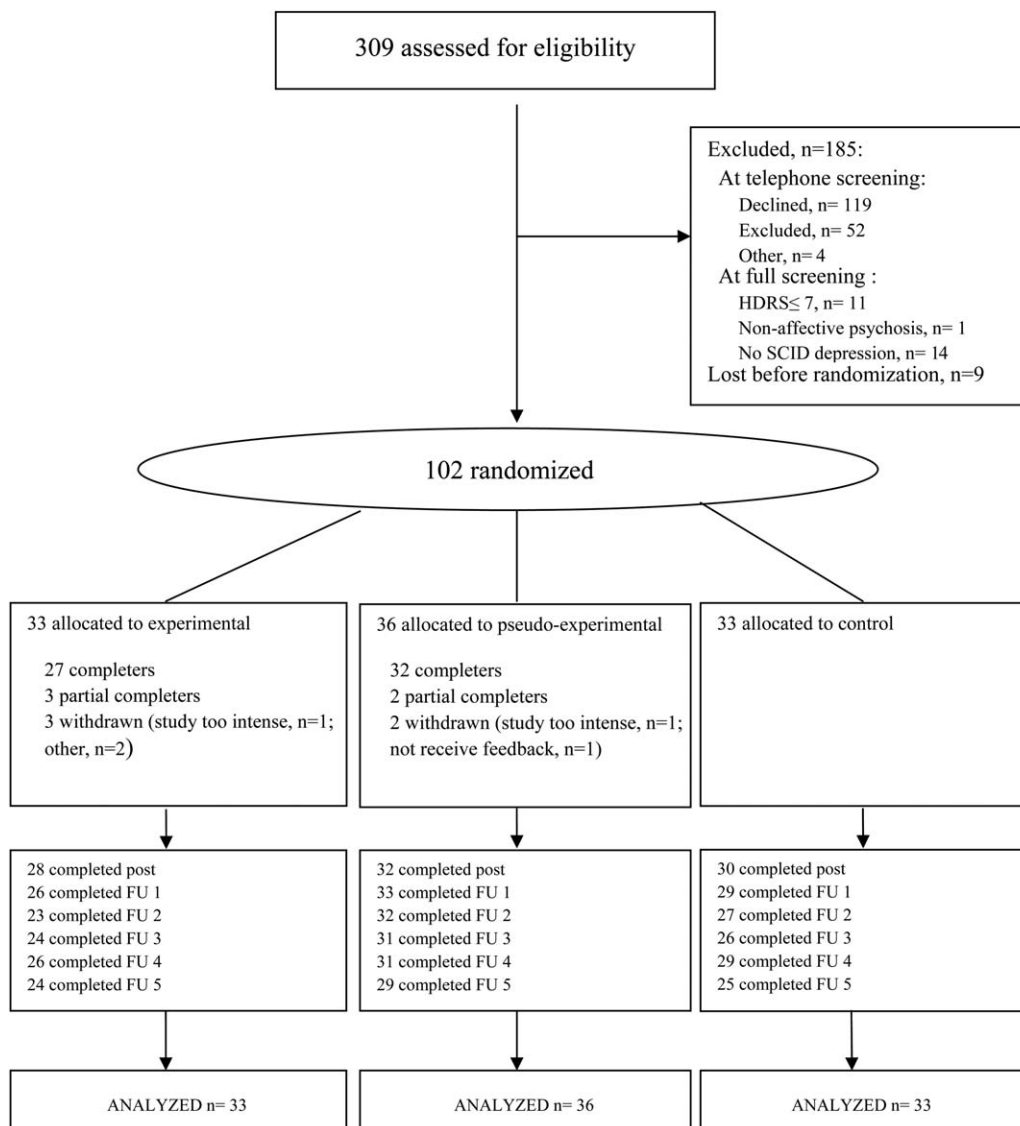 309 assessed for eligibility
Excluded, n=185:
At telephone screening:
Declined, n= 119
Excluded, n= 52
Other, n= 4
At full screening :
HDRS≤ 7, n= 11
Non-affective psychosis, n= 1
No SCID depression, n= 14
Lost before randomization, n=9
102 randomized
33 allocated to experimental
27 completers
3 partial completers
3 withdrawn (study too intense, n=1;
other, n=2)
36 allocated to pseudo-experimental
32 completers
2 partial completers
2 withdrawn (study too intense, n=1;
not receive feedback, n=1)
33 allocated to control
28 completed post
26 completed FU 1
23 completed FU 2
24 completed FU 3
26 completed FU 4
24 completed FU 5
32 completed post
33 completed FU 1
32 completed FU 2
31 completed FU 3
31 completed FU 4
29 completed FU 5
30 completed post
29 completed FU 1
27 completed FU 2
26 completed FU 3
29 completed FU 4
25 completed FU 5
ANALYZED n= 33
ANALYZED n= 36
ANALYZED n= 33